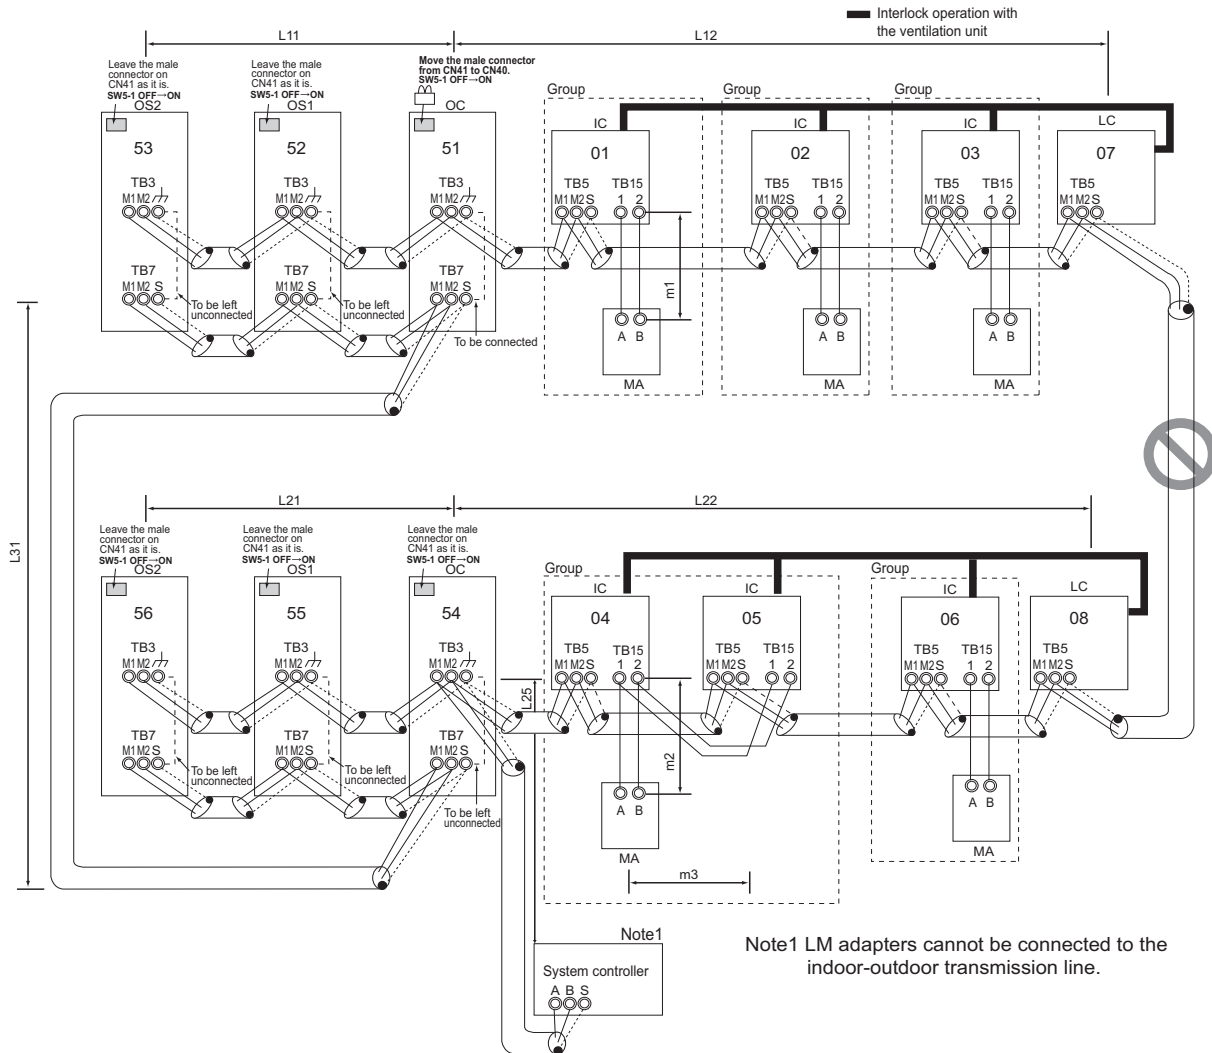 Interlock operation with
the ventilation unit
L11
L12
Leave the male
connector on
CN41 as it is.
SW5-1 OFF→ON
Leave the male
connector on
CN41 as it is.
SW5-1 OFF→ON
Move the male connector
from CN41 to CN40.
SW5-1 OFF→ON
OS2
OS1
OC
Group
Group
Group
IC
IC
IC
LC
53
52
51
01
02
03
07
TB3
TB3
TB3
TB5
TB15
TB5
TB15
TB5
TB15
TB5
M1 M2
M1 M2
M1 M2
M1 M2 S
1 2
M1 M2 S
1 2
M1 M2 S
1 2
M1 M2 S
TB7
TB7
TB7
M1 M2 S
M1 M2 S
M1 M2 S
To be left
unconnected
To be left
unconnected
To be connected
m1
A B
A B
A B
MA
MA
MA
L31
L21
L22
Leave the male
connector on
CN41 as it is.
SW5-1 OFF→ON
Leave the male
connector on
CN41 as it is.
SW5-1 OFF→ON
Leave the male
connector on
CN41 as it is.
SW5-1 OFF→ON
OS2
OS1
OC
Group
Group
IC
IC
IC
LC
56
55
54
04
05
06
08
TB3
TB3
TB3
TB5
TB15
TB5
TB15
TB5
TB15
TB5
M1 M2
M1 M2
M1 M2
M1 M2 S
1 2
M1 M2 S
1 2
M1 M2 S
1 2
M1 M2 S
L25
TB7
TB7
TB7
M1 M2 S
M1 M2 S
M1 M2 S
To be left
unconnected
To be left
unconnected
To be left
unconnected
m2
A B
A B
MA
MA
m3
Note1
System controller
A B S
Note1 LM adapters cannot be connected to the
indoor-outdoor transmission line.